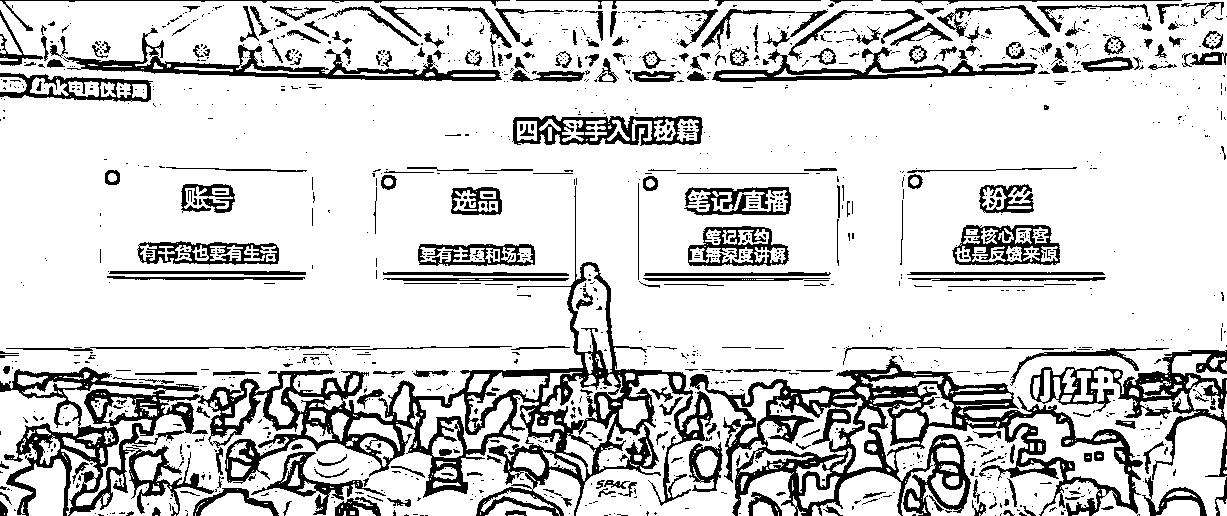 Link电商伙伴周
四个买手入门秘籍
账号
有干货也要有生活
选品
要有主题和场景
笔记/直播
笔记预约
直播深度讲解
粉丝
是核心顾客
也是反馈来源
小红书
SPACE